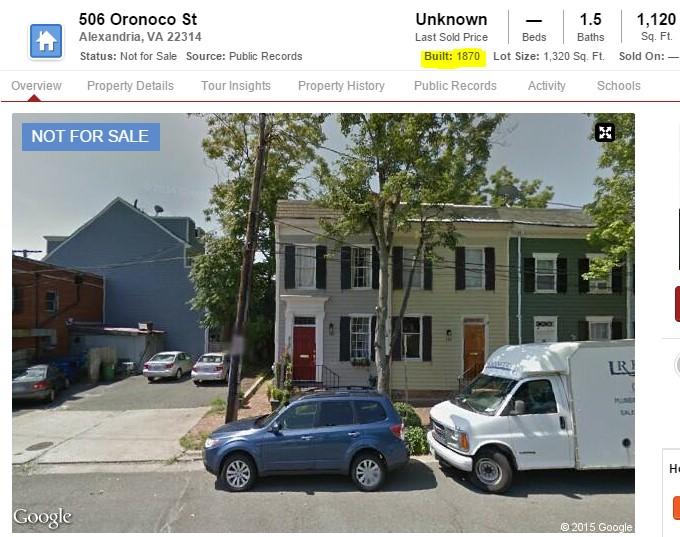 506 Oronoco St
Alexandria, VA 22314
Status: Not for Sale Source: Public Records
Unknown
Last Sold Price
—
Beds
1.5
Baths
1,120
Sq. Ft.
Built: 1870 Lot Size: 1,320 Sq. Ft. Sold On: —
Overview Property Details Tour Insights Property History Public Records Activity Schools
NOT FOR SALE
Google
© 2015 Google